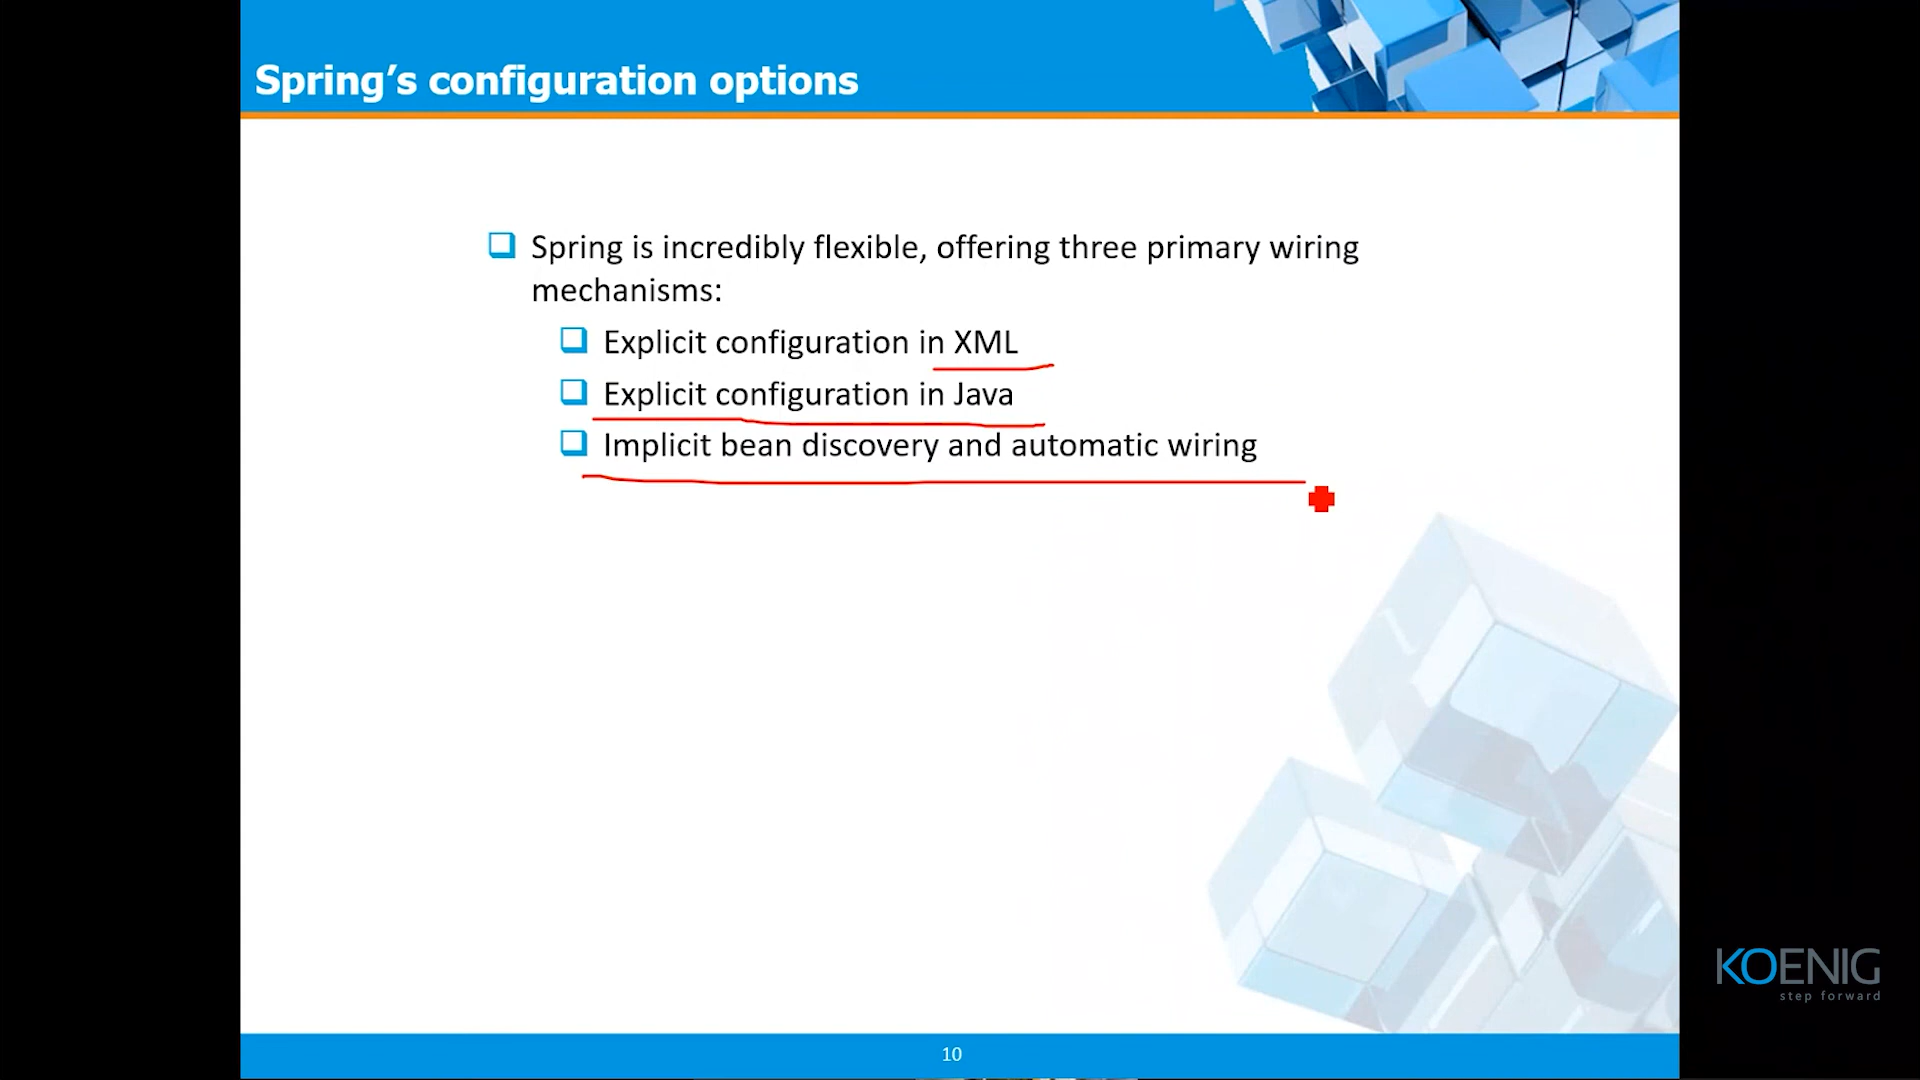 Spring’s configuration options
Spring is incredibly flexible, offering three primary wiring
mechanisms:
Explicit configuration in XML
Explicit configuration in Java
Implicit bean discovery and automatic wiring
KOENIG
step forward
10